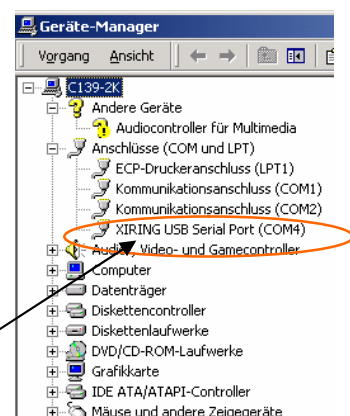 Geräte-Manager
Vorgang Ansicht
C139-2K
Andere Geräte
Audiocontroller für Multimedia
Anschlüsse (COM und LPT)
ECP-Druckeranschluss (LPT1)
Kommunikationsanschluss (COM1)
Kommunikationsanschluss (COM2)
XIRING USB Serial Port (COM4)
Audio-, Video- und Gamecontroller
Computer
Datenträger
Diskettencontroller
Diskettenlaufwerke
DVD/CD-ROM-Laufwerke
Grafikkarte
IDE ATA/ATAPI-Controller
Mäuse und andere Zeigegeräte